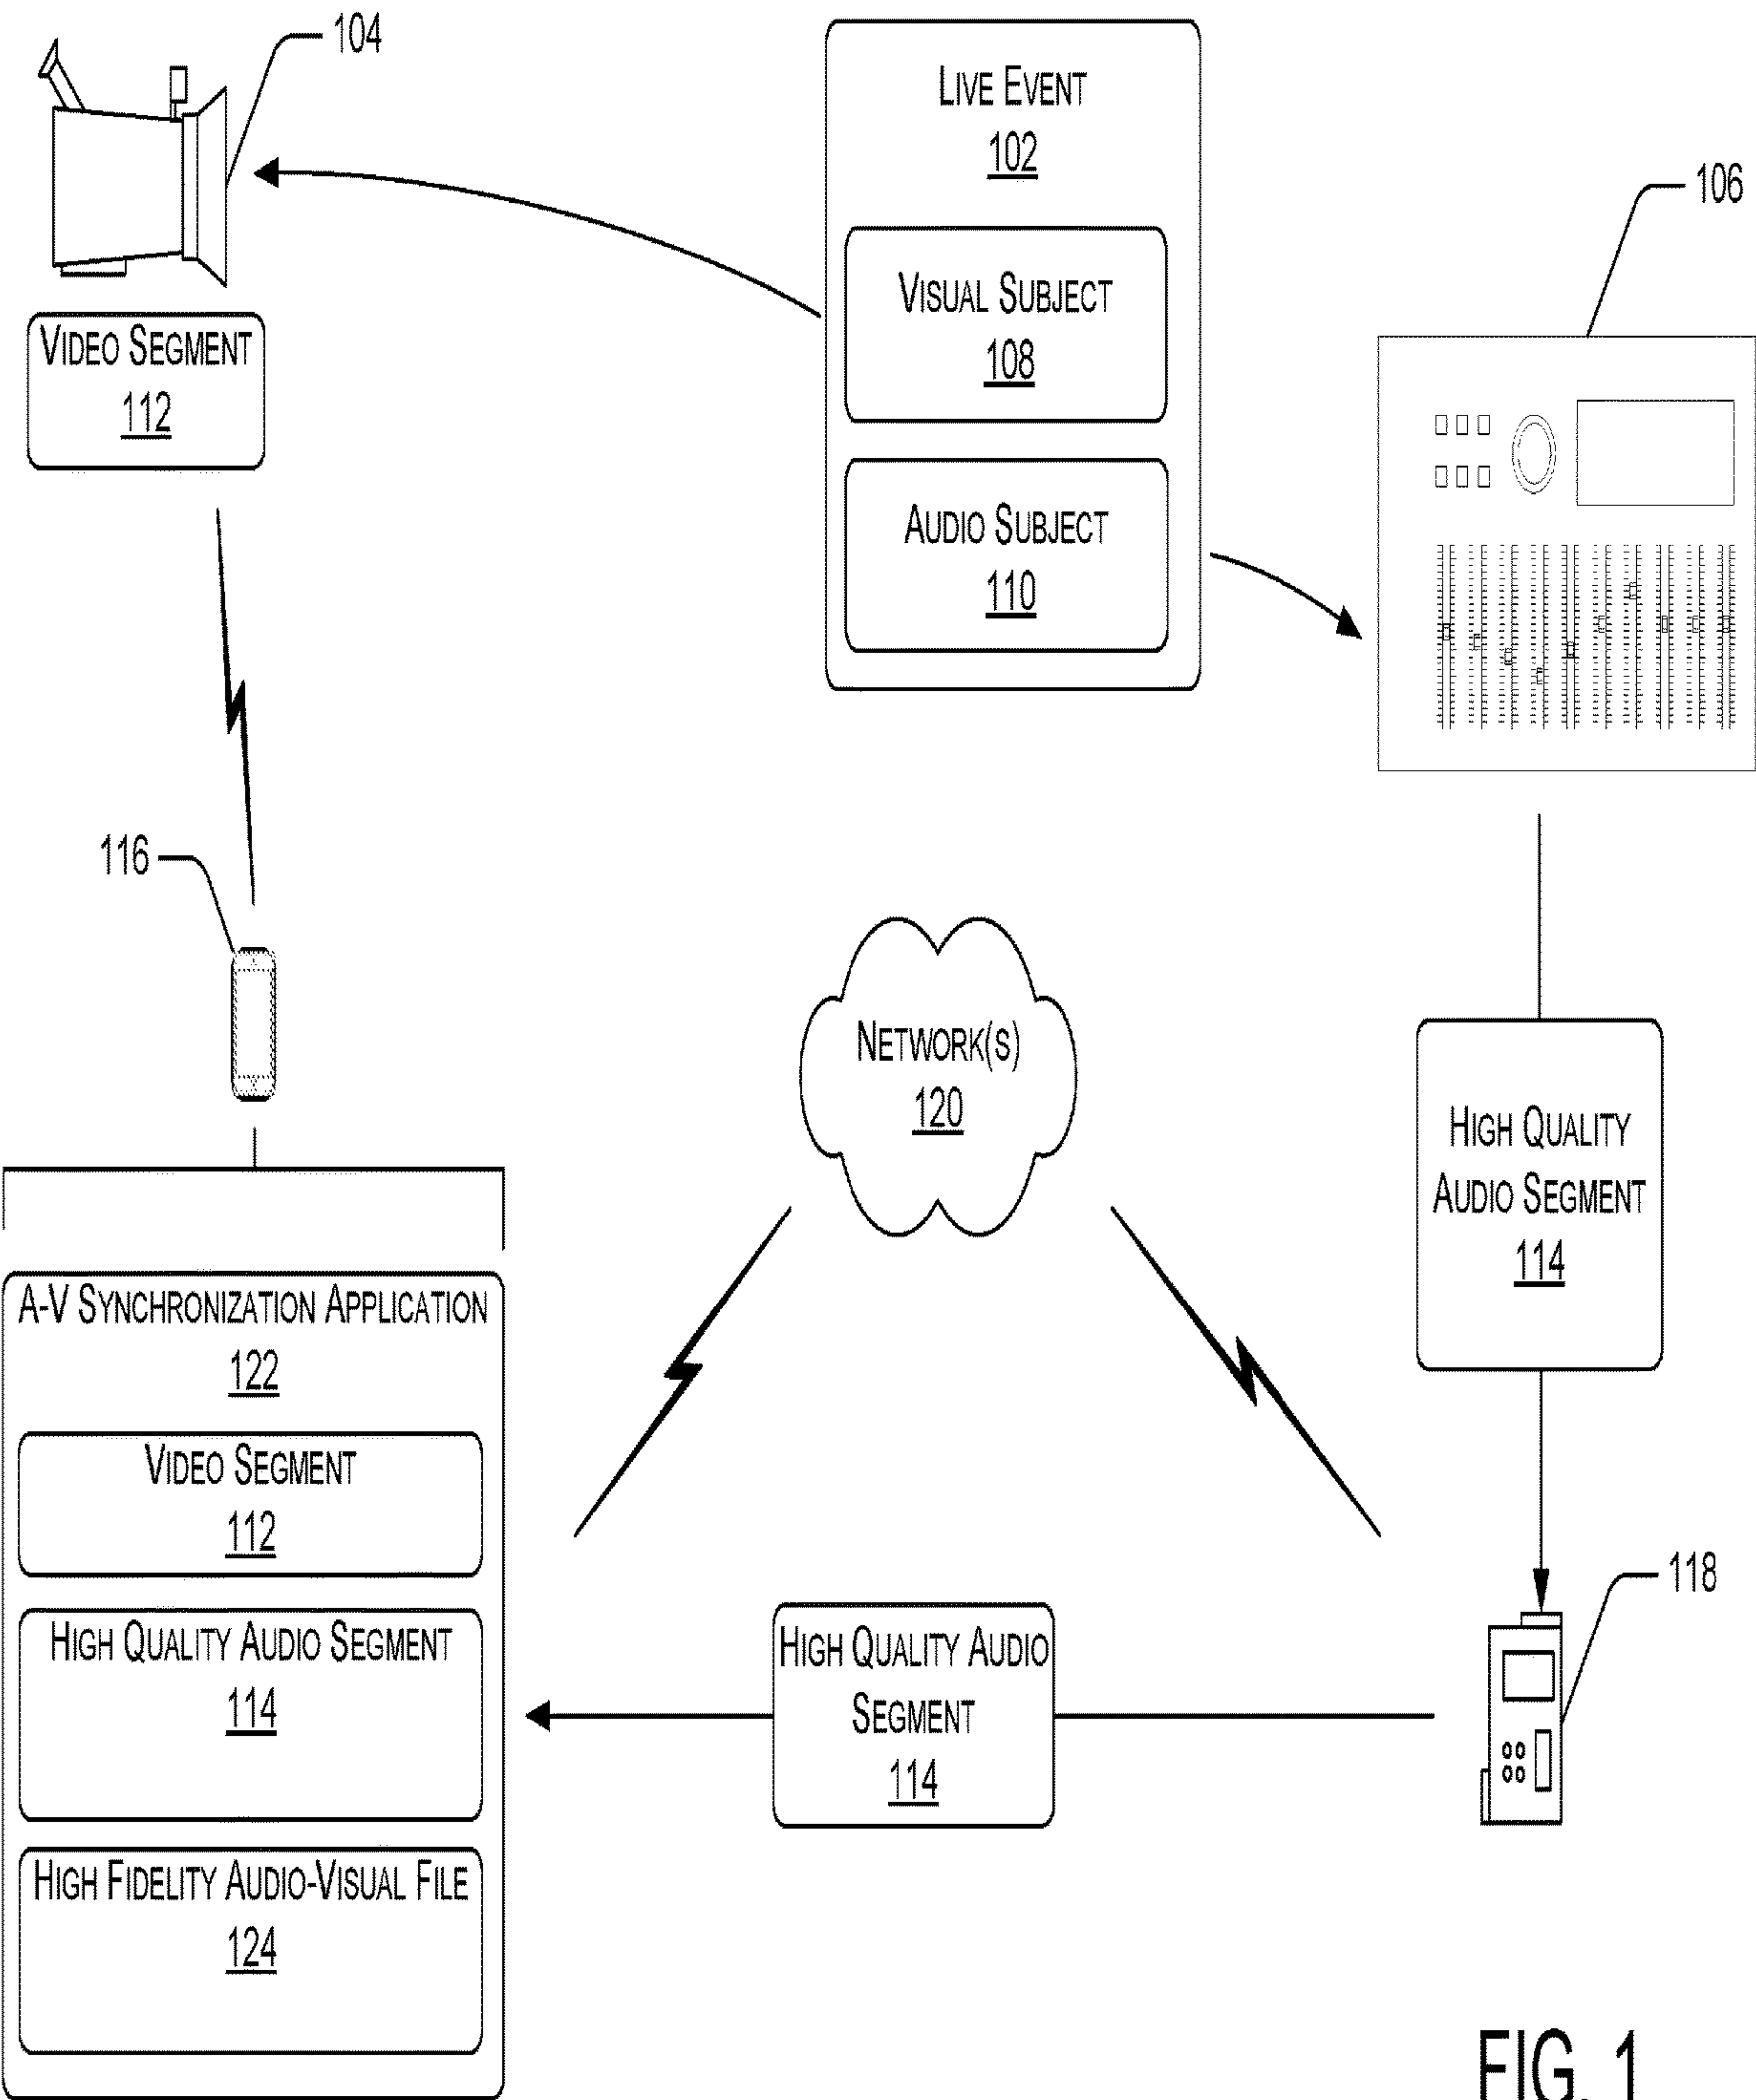 104
LIVE EVENT
102
106
VISUAL SUBJECT
108
VIDEO SEGMENT
112
AUDIO SUBJECT
110
116
NETWORK(S)
120
HIGH QUALITY
AUDIO SEGMENT
114
A-V SYNCHRONIZATION APPLICATION
122
VIDEO SEGMENT
112
118
HIGH QUALITY AUDIO SEGMENT
114
HIGH QUALITY AUDIO
SEGMENT
114
HIGH FIDELITY AUDIO-VISUAL FILE
124
FIG. 1